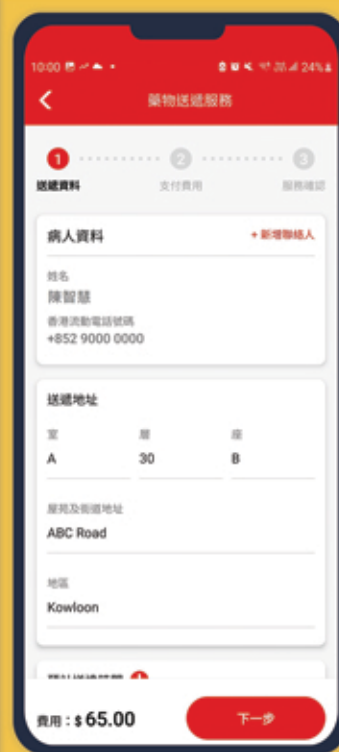 10:00 24%
藥物送遞服務
1 2 3
送遞資料 支付費用 服務確認
病人資料 + 新增聯絡人
姓名
陳智慧
香港流動電話號碼
+852 9000 0000
送遞地址
室 層 座
A 30 B
屋苑及街道地址
ABC Road
地區
Kowloon
費用：$ 65.00 下一步